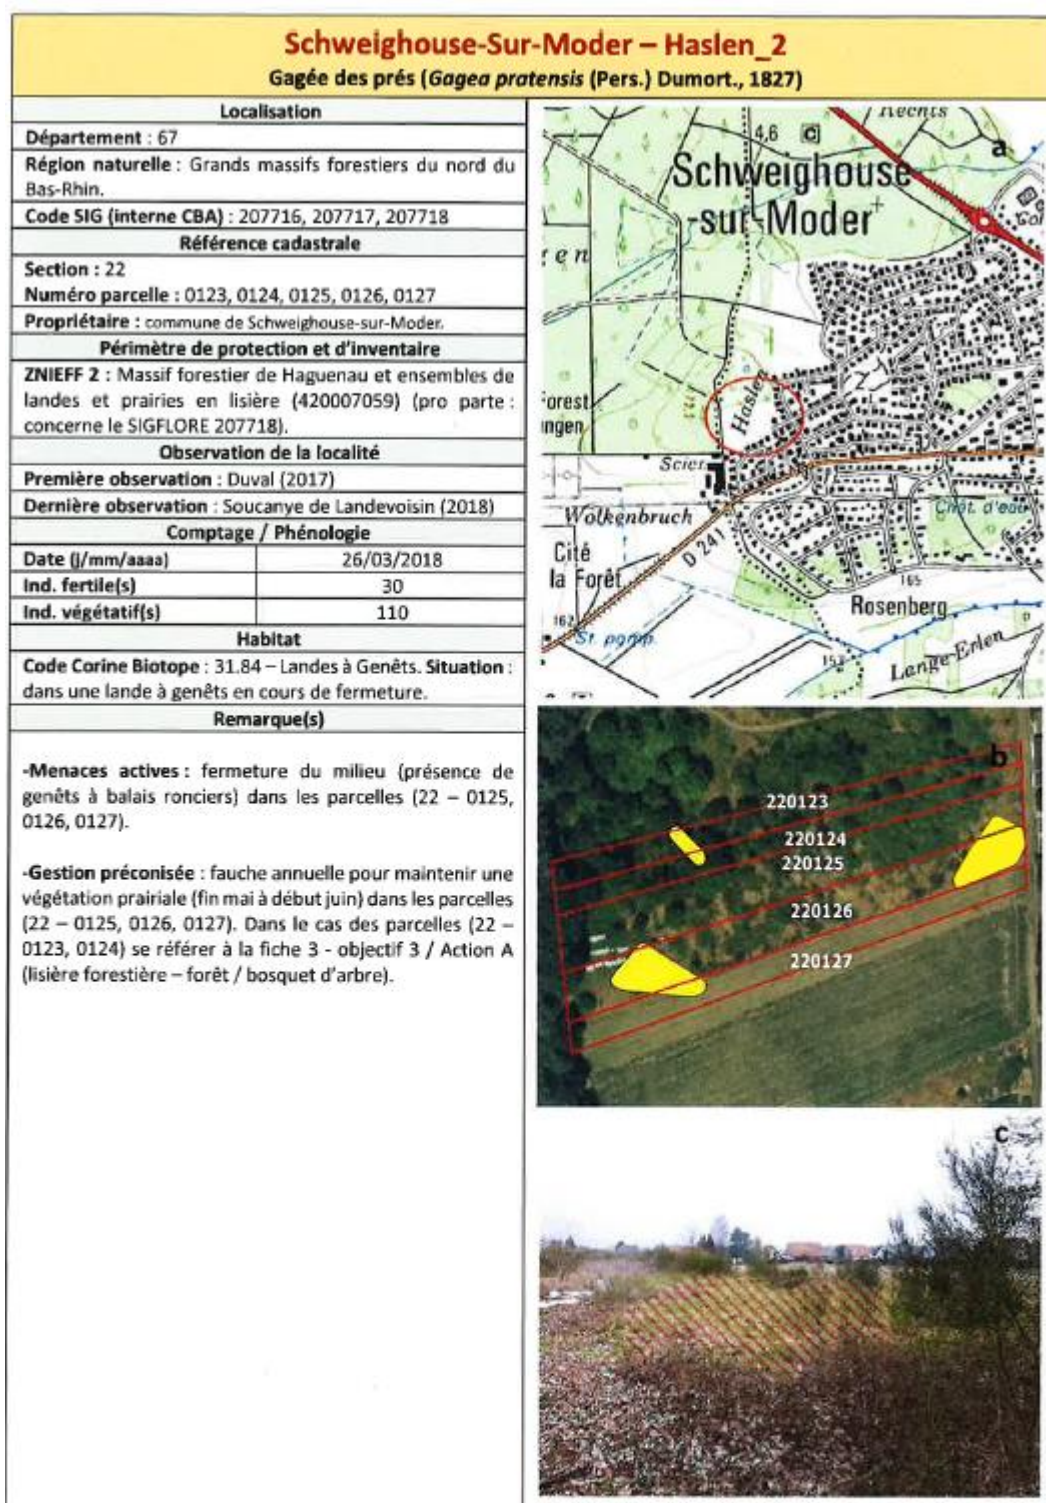 Schweighouse-Sur-Moder – Haslen_2
Gagée des prés (Gagea pratensis (Pers.) Dumort., 1827)
Localisation
Département : 67
Région naturelle : Grands massifs forestiers du nord du
Bas-Rhin.
Code SIG (interne CBA) : 207716, 207717, 207718
Référence cadastrale
Section : 22
Numéro parcelle : 0123, 0124, 0125, 0126, 0127
Propriétaire : commune de Schweighouse-sur-Moder.
Périmètre de protection et d'inventaire
ZNIEFF 2 : Massif forestier de Haguenau et ensembles de
landes et prairies en lisière (420007059) (pro parte :
concerne le SIGFLORE 207718).
Observation de la localité
Première observation : Duval (2017)
Dernière observation : Soucanye de Landevoisin (2018)
Comptage / Phénologie
Date (j/mm/aaaa) 26/03/2018
Ind. fertile(s) 30
Ind. végétatif(s) 110
Habitat
Code Corine Biotope : 31.84 – Landes à Genêts. Situation :
dans une lande à genêts en cours de fermeture.
Remarque(s)
-Menaces actives : fermeture du milieu (présence de
genêts à balais ronciers) dans les parcelles (22 – 0125,
0126, 0127).
-Gestion préconisée : fauche annuelle pour maintenir une
végétation prairiale (fin mai à début juin) dans les parcelles
(22 – 0125, 0126, 0127). Dans le cas des parcelles (22 –
0123, 0124) se référer à la fiche 3 - objectif 3 / Action A
(lisière forestière – forêt / bosquet d'arbre).
a
Rechts
4,6 C
Schweighouse
-sur-Moder
ren
Haslen
Forest
ngen
Scier.
Wolkenbruch
Chât. d'eau
Cité
la Forêt
D 241
165
Rosenberg
162
St. pomp.
153
Lange-Erlen
b
220123
220124
220125
220126
220127
c